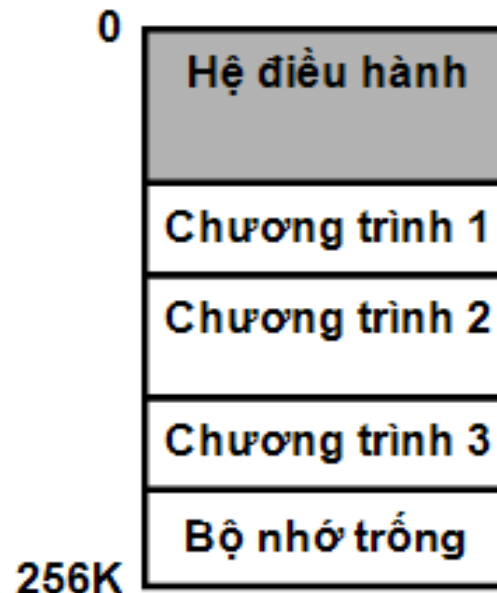 0
Hệ điều hành
Chương trình 1
Chương trình 2
Chương trình 3
Bộ nhớ trống
256K